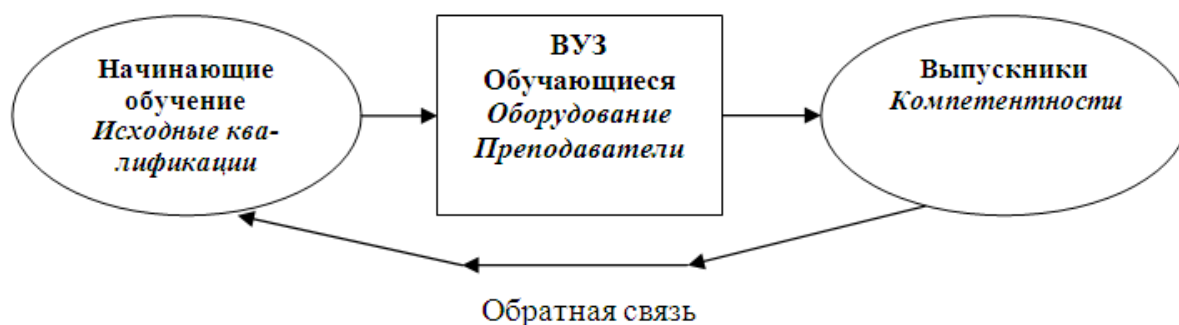 Начинающие
обучение
Исходные ква-
лификации
ВУЗ
Обучающиеся
Оборудование
Преподаватели
Выпускники
Компетентности
Обратная связь